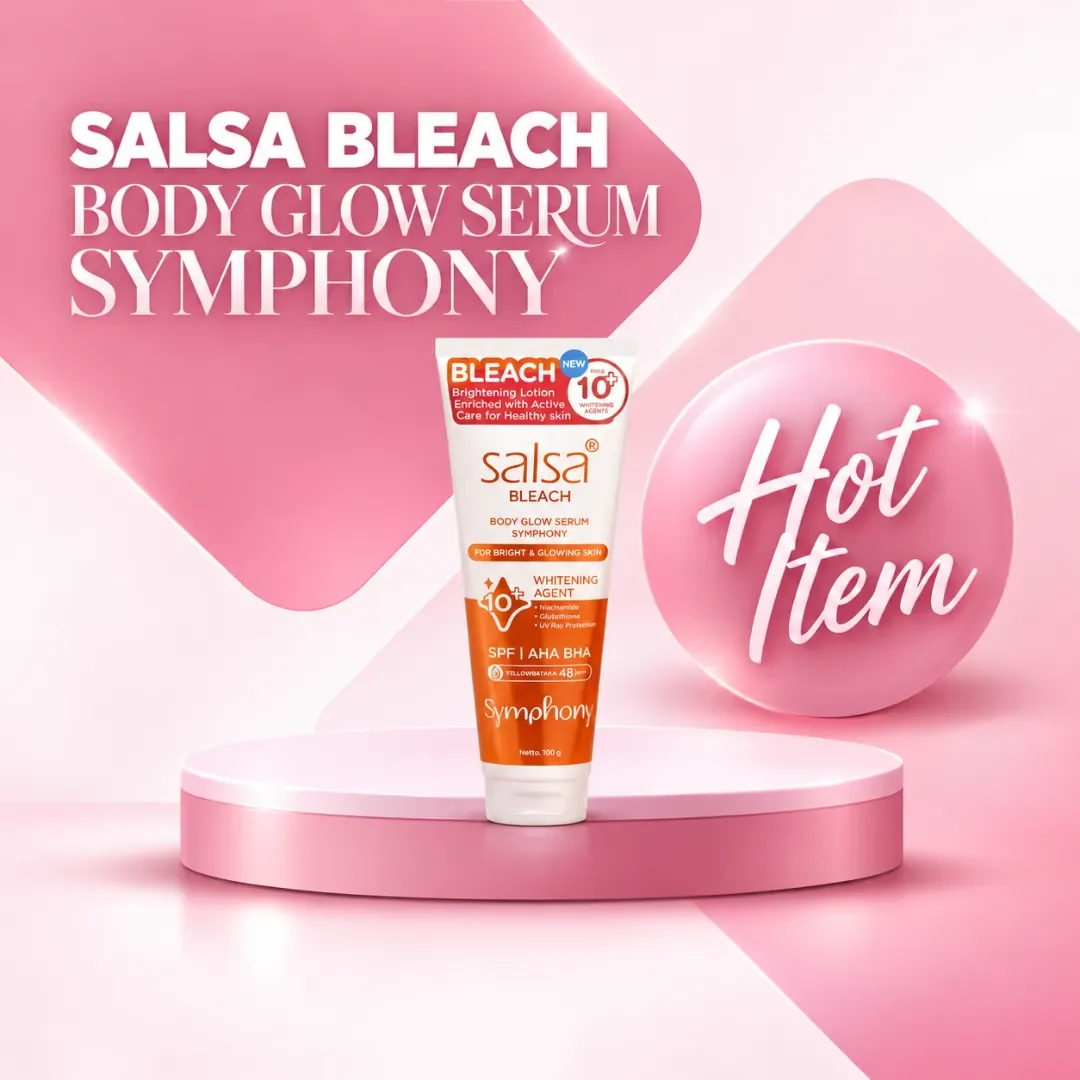 SALSA BLEACH
BODY GLOW SERUM
SYMPHONY
BLEACH
Brightening Lotion
Enriched with Active
Care for Healthy skin
NEW
10+
WHITENING
AGENTS
salsa®
BLEACH
BODY GLOW SERUM
SYMPHONY
FOR BRIGHT & GLOWING SKIN
10+
WHITENING
AGENT
• Niacinamide
• Glutathione
• UV Ray Protection
SPF | AHA BHA
48
Symphony
Netto. 100 g
Hot
Item